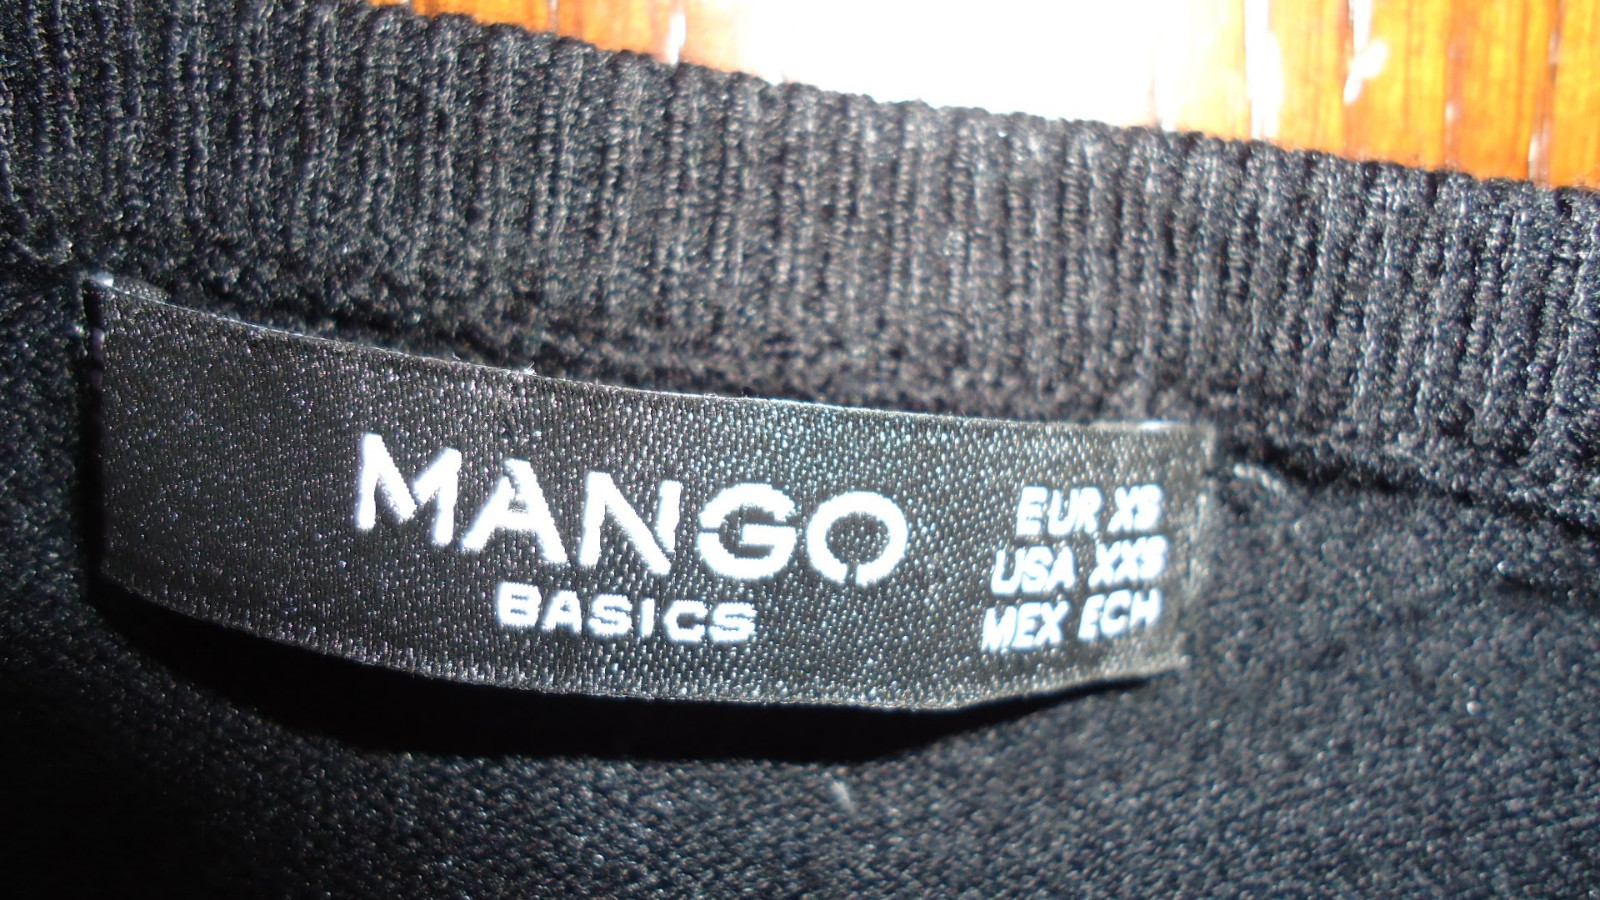 MANGO
BASICS
EUR XS
USA XXS
MEX ECH